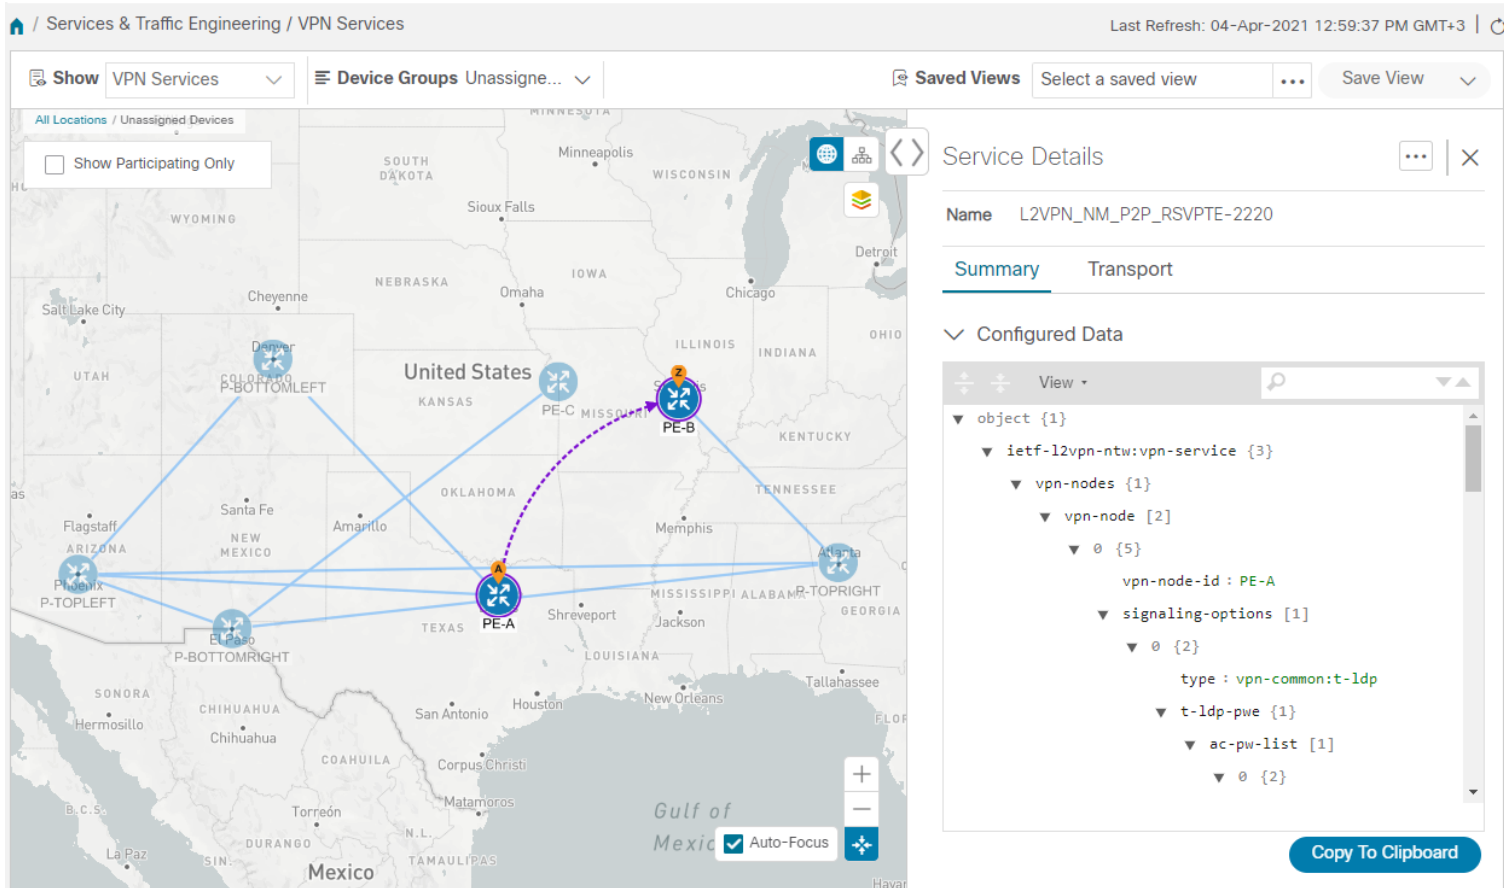 / Services & Traffic Engineering / VPN Services
Last Refresh: 04-Apr-2021 12:59:37 PM GMT+3 |
Show VPN Services
Device Groups Unassigne...
Saved Views Select a saved view ...
Save View
All Locations / Unassigned Devices
Show Participating Only
MINNESOTA
Minneapolis
SOUTH
DAKOTA
WISCONSIN
Sioux Falls
WYOMING
Detroit
IOWA
NEBRASKA
Omaha
Chicago
Cheyenne
Salt Lake City
OHIO
ILLINOIS
INDIANA
Denver
UTAH
COLORADO
P-BOTTOMLEFT
United States
KANSAS
PE-C
MISSOURI
Z
PE-B
KENTUCKY
OKLAHOMA
TENNESSEE
Santa Fe
Amarillo
Memphis
Flagstaff
ARIZONA
NEW
MEXICO
Atlanta
Phoenix
P-TOPLEFT
A
PE-A
MISSISSIPPI
ALABAMA
P-TOPRIGHT
GEORGIA
Shreveport
Jackson
TEXAS
El Paso
P-BOTTOMRIGHT
LOUISIANA
Tallahassee
SONORA
Hermosillo
CHIHUAHUA
Chihuahua
San Antonio
Houston
New Orleans
COAHUILA
Corpus Christi
Matamoros
B.C.S.
Torreón
N.L.
DURANGO
La Paz
SIN.
TAMAULIPAS
Mexico
Gulf of
Auto-Focus
Service Details
Name L2VPN_NM_P2P_RSVPTE-2220
Summary Transport
Configured Data
View
object {1}
ietf-l2vpn-ntw:vpn-service {3}
vpn-nodes {1}
vpn-node [2]
0 {5}
vpn-node-id : PE-A
signaling-options [1]
0 {2}
type : vpn-common:t-ldp
t-ldp-pwe {1}
ac-pw-list [1]
0 {2}
Copy To Clipboard